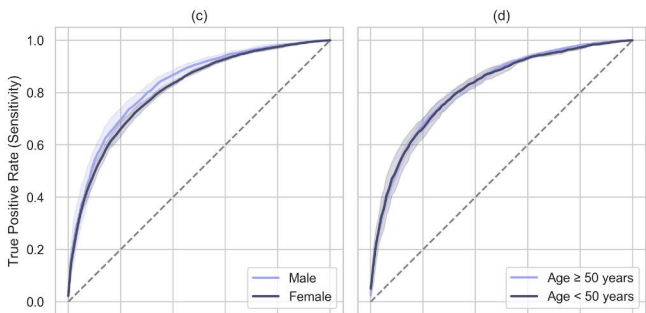 (c)
(d)
True Positive Rate (Sensitivity)
1.0
0.8
0.6
0.4
0.2
0.0
Male
Female
Age ≥ 50 years
Age < 50 years